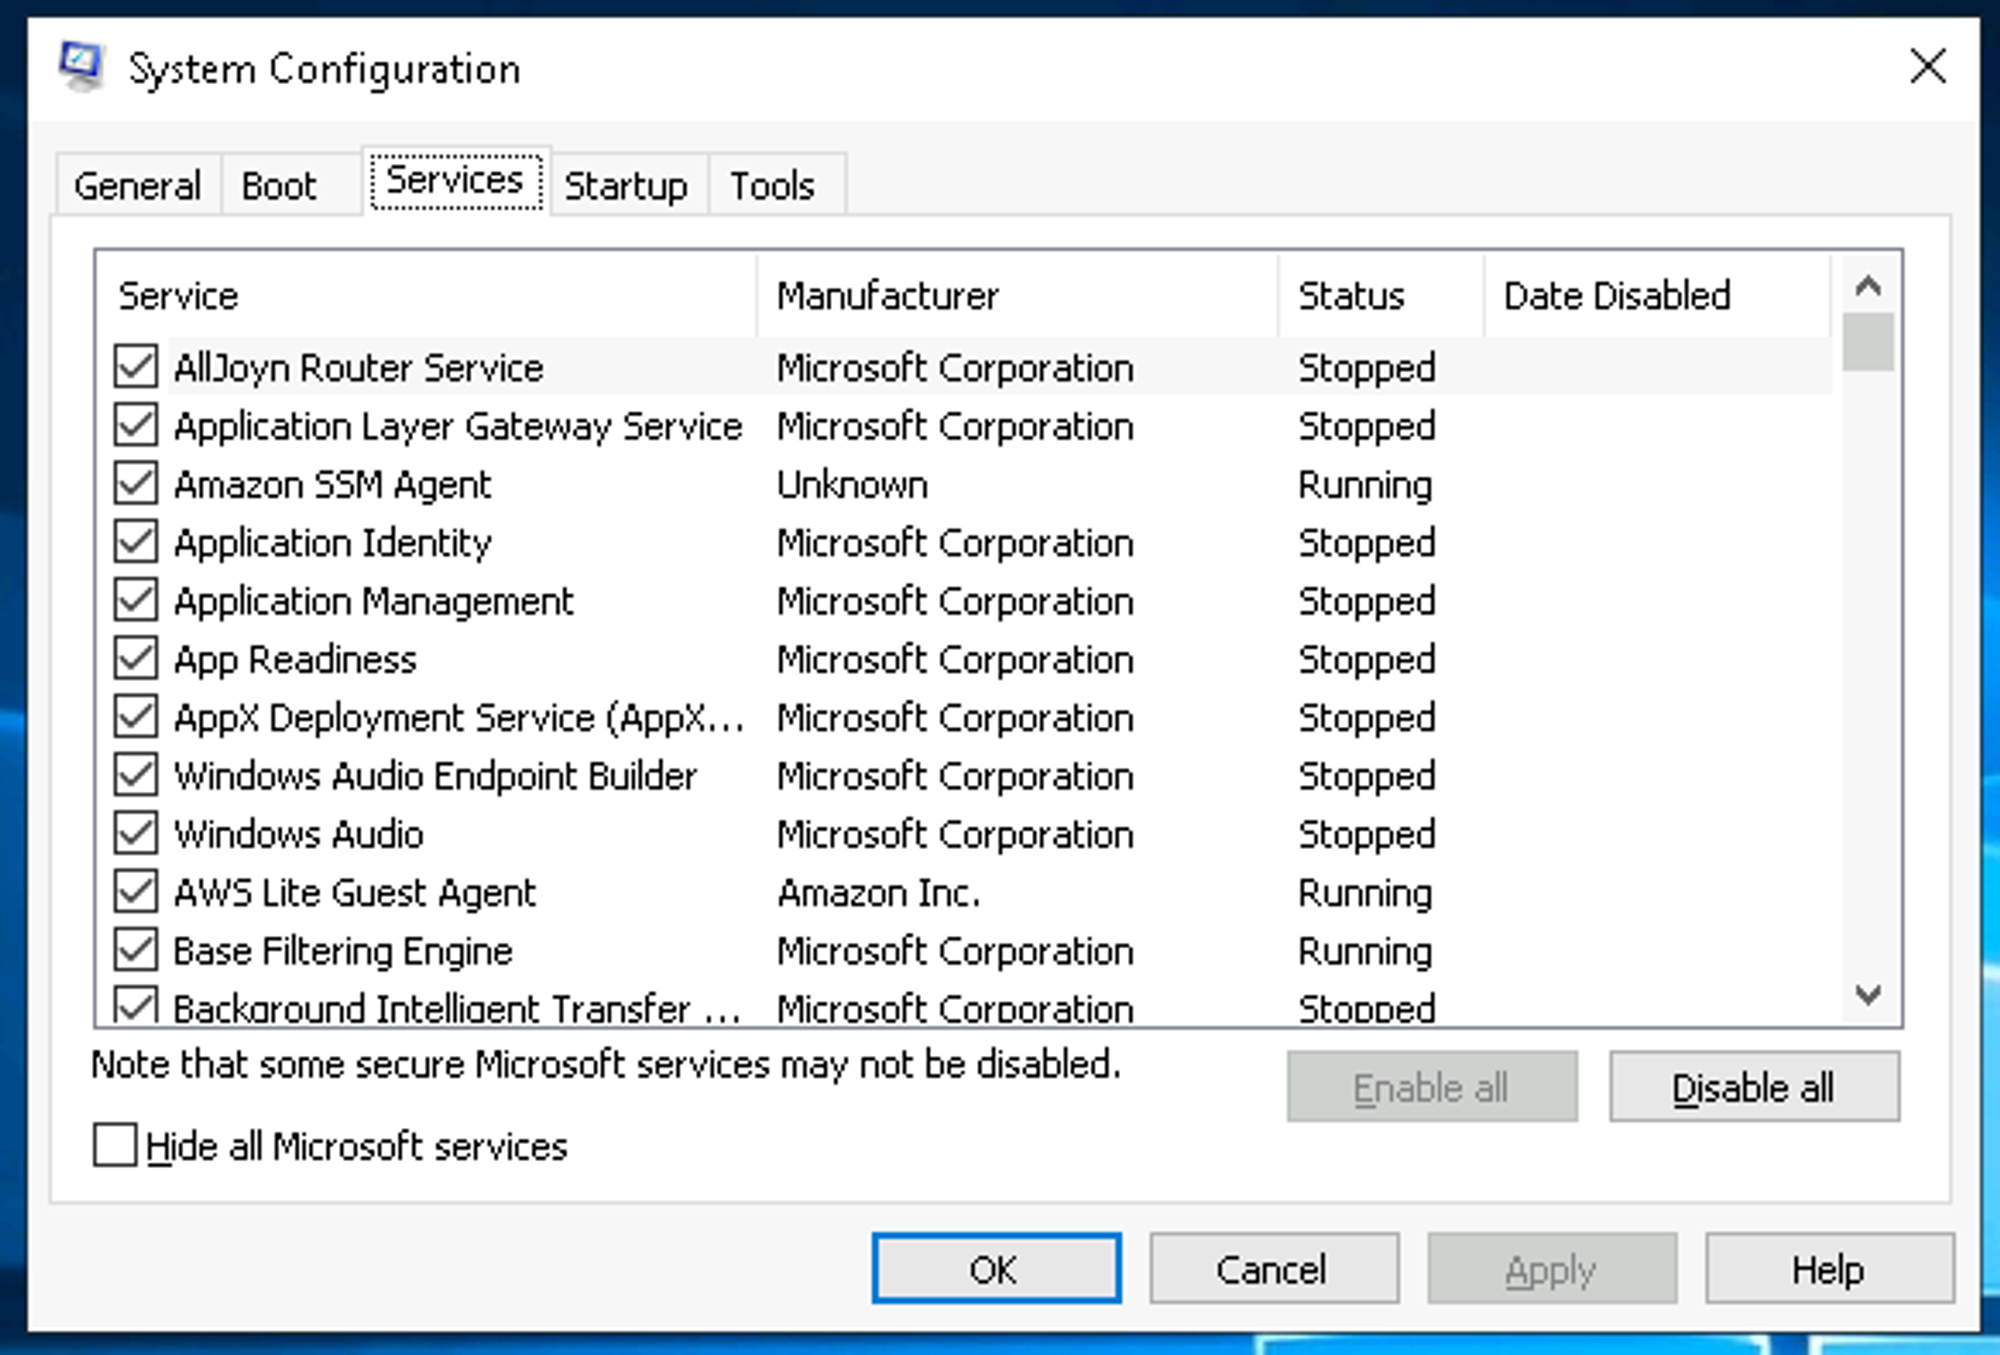 System Configuration
General Boot Services Startup Tools
Service Manufacturer Status Date Disabled
AllJoyn Router Service Microsoft Corporation Stopped
Application Layer Gateway Service Microsoft Corporation Stopped
Amazon SSM Agent Unknown Running
Application Identity Microsoft Corporation Stopped
Application Management Microsoft Corporation Stopped
App Readiness Microsoft Corporation Stopped
AppX Deployment Service (AppX... Microsoft Corporation Stopped
Windows Audio Endpoint Builder Microsoft Corporation Stopped
Windows Audio Microsoft Corporation Stopped
AWS Lite Guest Agent Amazon Inc. Running
Base Filtering Engine Microsoft Corporation Running
Background Intelligent Transfer ... Microsoft Corporation Stopped
Note that some secure Microsoft services may not be disabled.
Enable all Disable all
Hide all Microsoft services
OK Cancel Apply Help